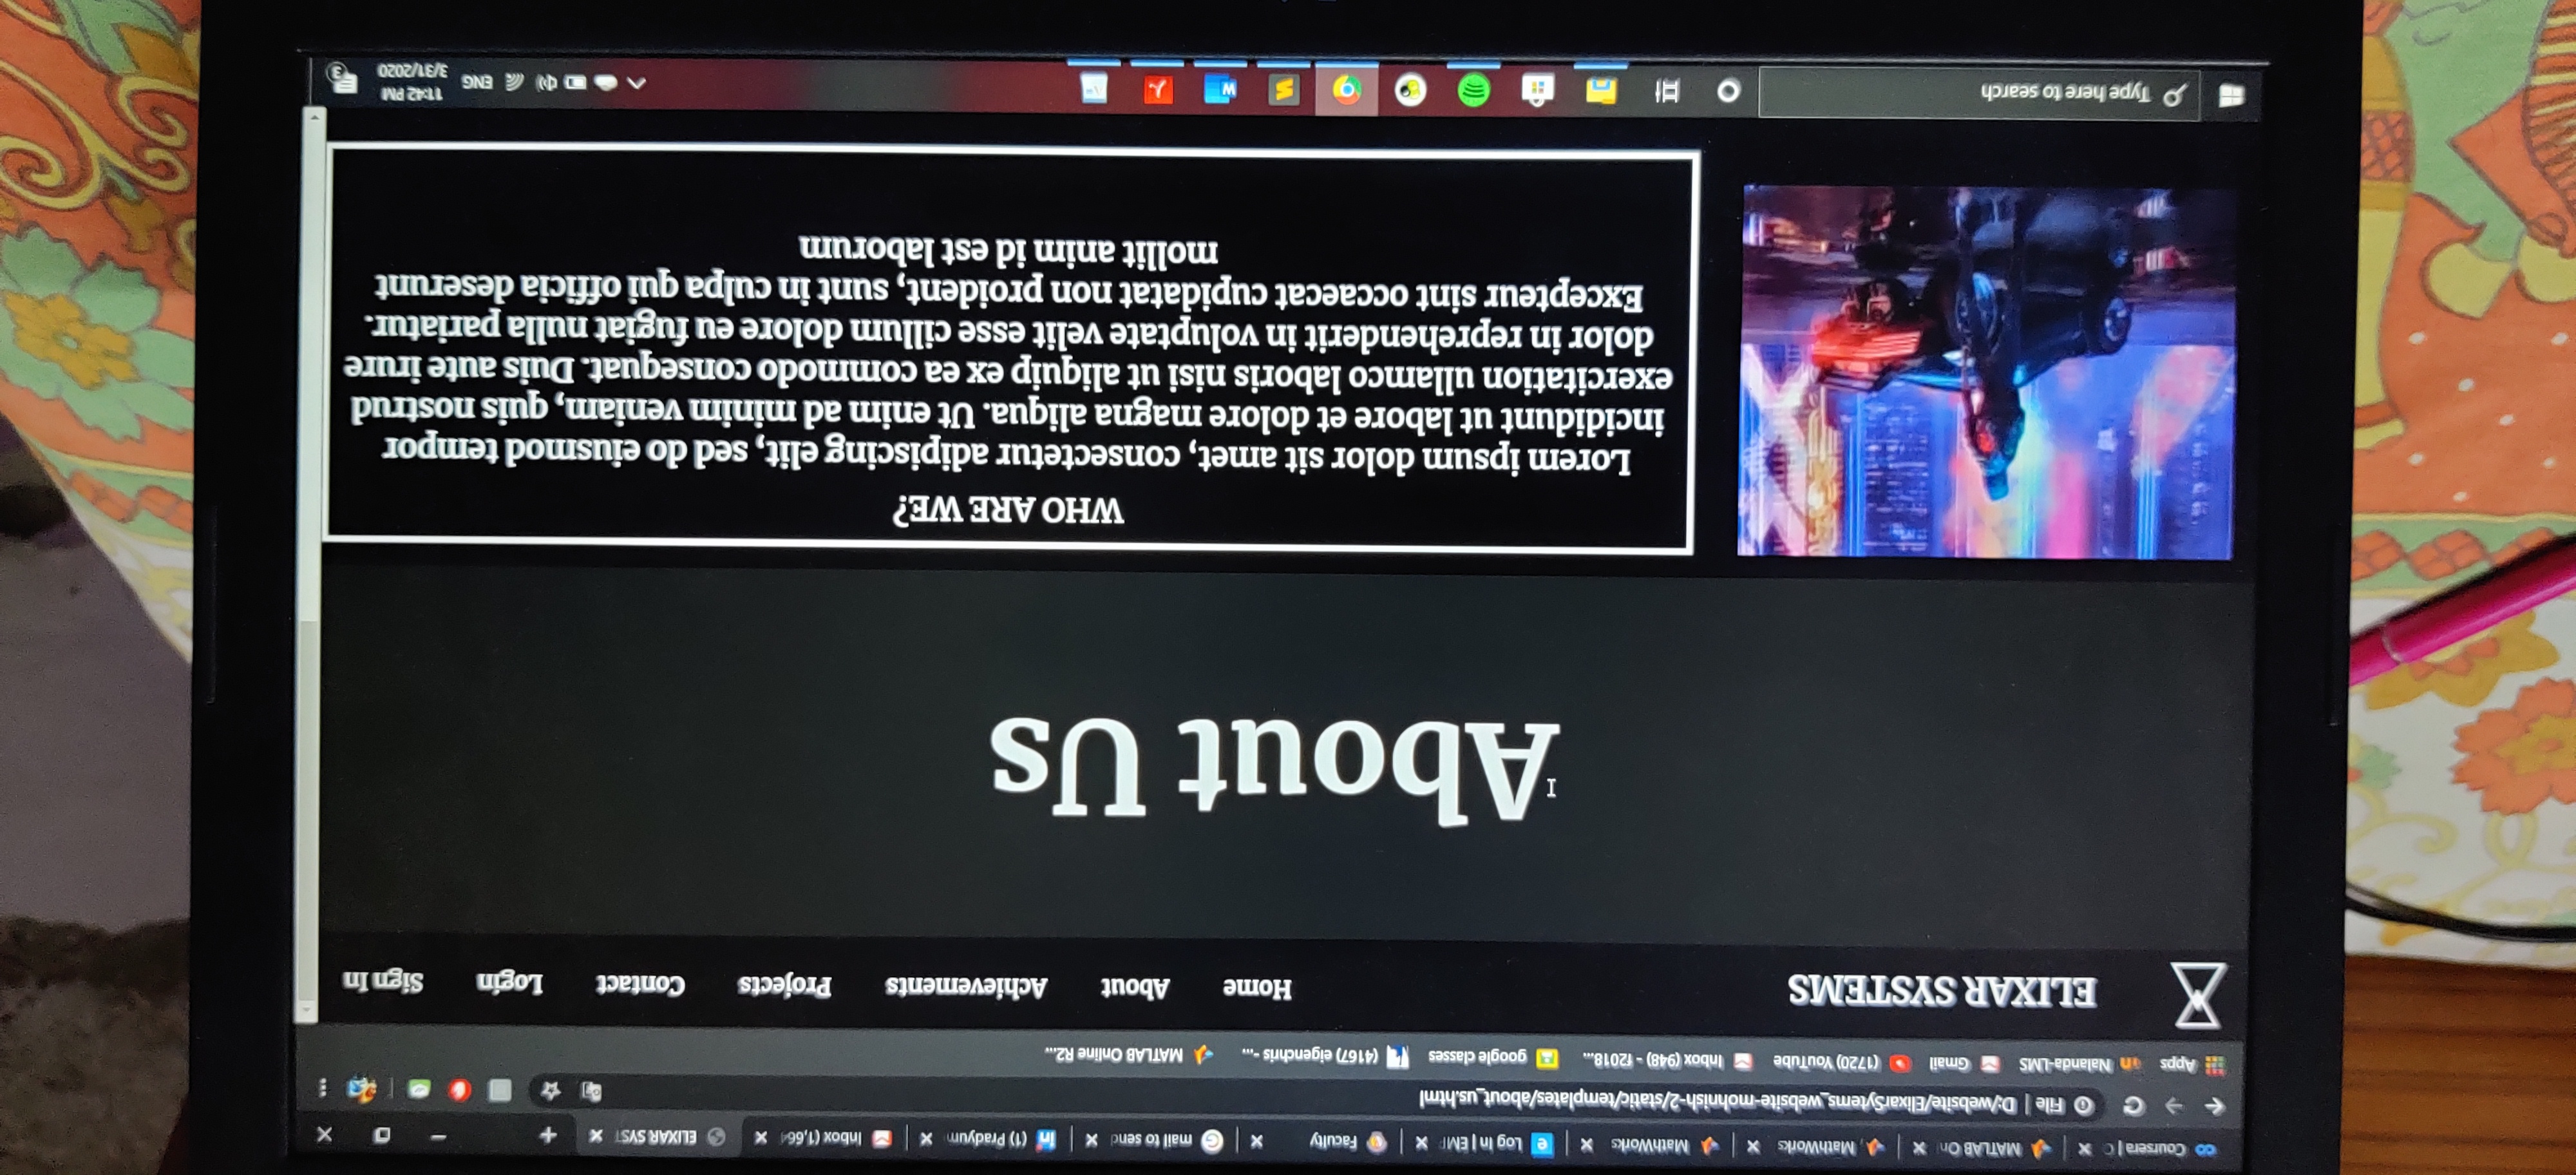 Coursera | C
MATLAB On
MathWorks
MathWorks
Log In | EMP
Faculty
mail to send
(1) Pradyum
Inbox (1,664
ELIXAR SYST
File | D:/website/ElixarSytems_website-mohnish-2/static/templates/about_us.html
Apps
Nalanda-LMS
Gmail
(1720) YouTube
Inbox (948) - f2018...
google classes
(4167) eigenchris -...
MATLAB Online R2...
ELIXAR SYSTEMS
Home
About
Achievements
Projects
Contact
Login
Sign In
About Us
WHO ARE WE?
Lorem ipsum dolor sit amet, consectetur adipiscing elit, sed do eiusmod tempor
incididunt ut labore et dolore magna aliqua. Ut enim ad minim veniam, quis nostrud
exercitation ullamco laboris nisi ut aliquip ex ea commodo consequat. Duis aute irure
dolor in reprehenderit in voluptate velit esse cillum dolore eu fugiat nulla pariatur.
Excepteur sint occaecat cupidatat non proident, sunt in culpa qui officia deserunt
mollit anim id est laborum
Type here to search
ENG
11:42 PM
3/31/2020
3